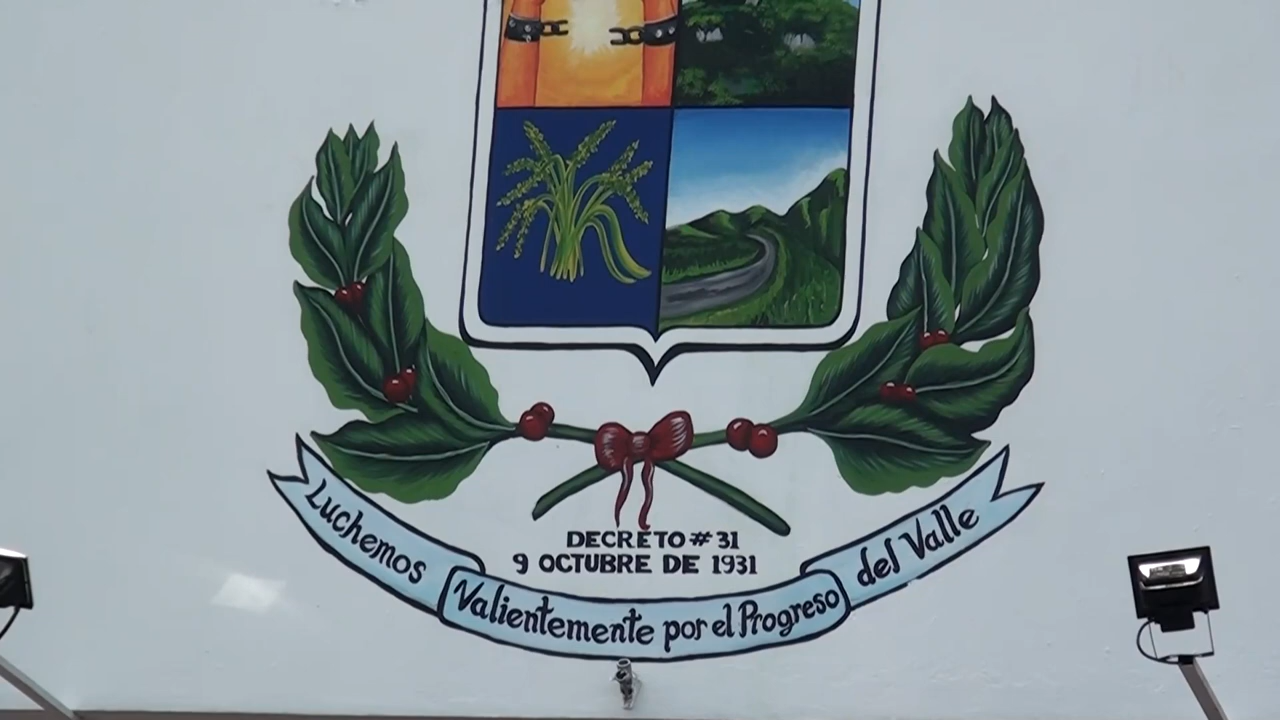 DECRETO # 31
9 OCTUBRE DE 1931
Luchemos Valientemente por el Progreso del Valle